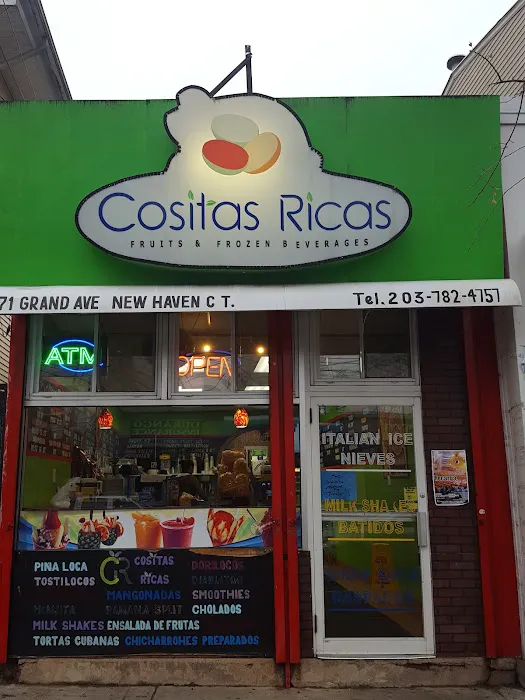 Cositas Ricas
FRUITS & FROZEN BEVERAGES
71 GRAND AVE NEW HAVEN C T.
Tel. 203-782-4757
ATM
OPEN
ITALIAN ICE
NIEVES
MILK SHAKES
BATIDOS
PINA LOCA
TOSTILOCOS
CR
COSITAS
RICAS
MANGONADAS
DORILOCOS
SMOOTHIES
BANANA SPLIT
CHOLADOS
MILK SHAKES
ENSALADA DE FRUTAS
TORTAS CUBANAS
CHICHARROHES PREPARADOS